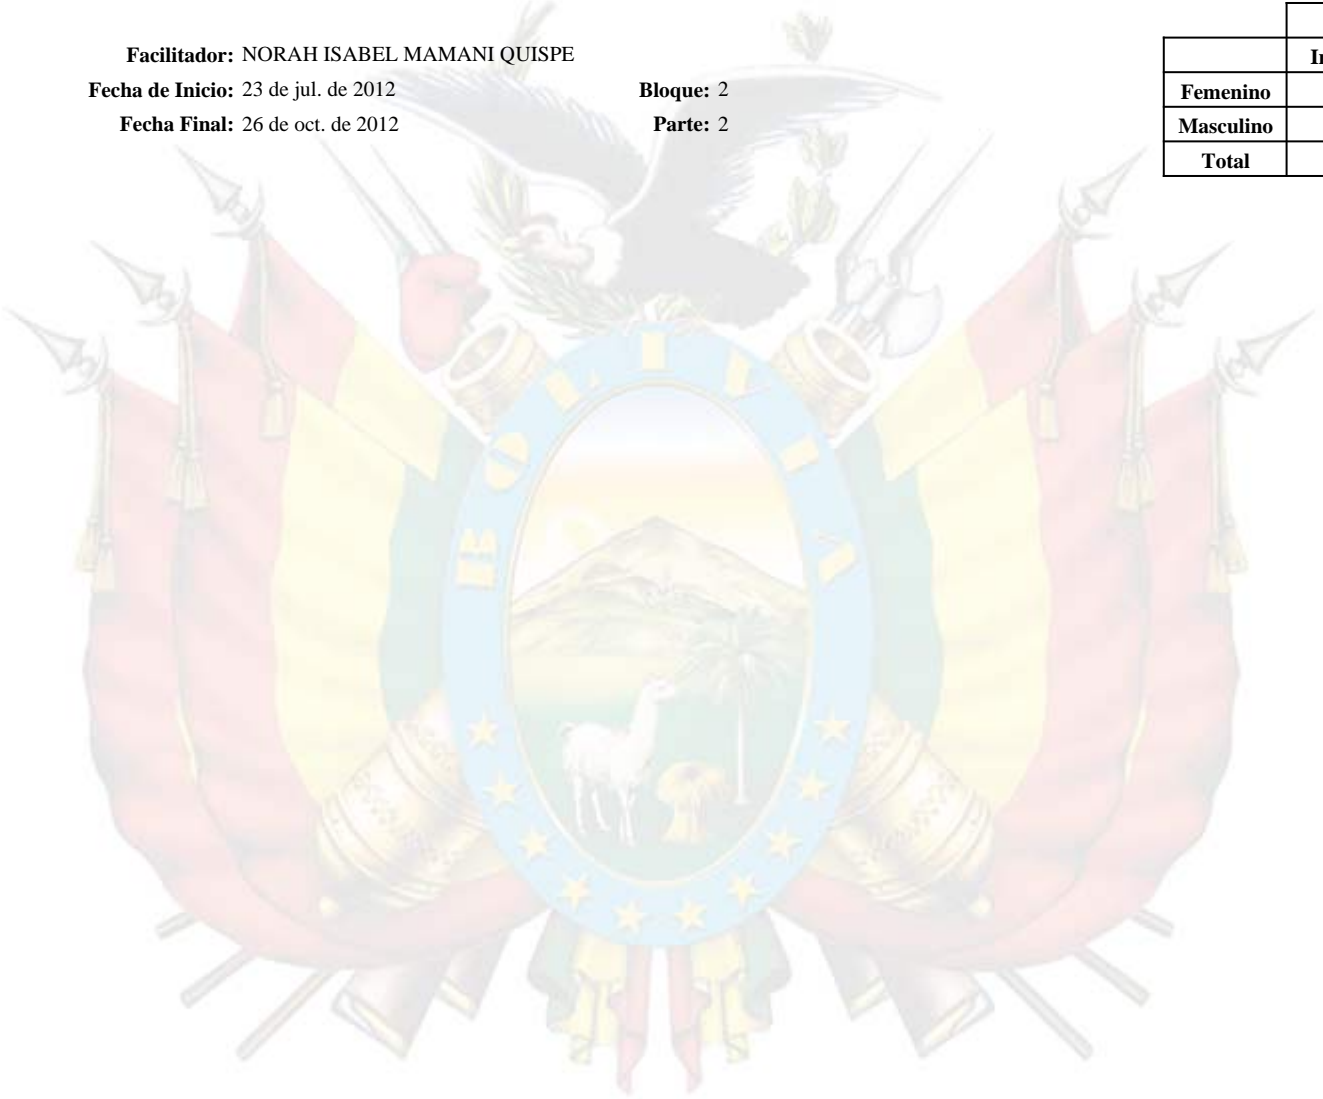 Facilitador: NORAH ISABEL MAMANI QUISPE
Fecha de Inicio: 23 de jul. de 2012 Bloque: 2
Fecha Final: 26 de oct. de 2012 Parte: 2
Femenino
Masculino
Total
BOLIVIA